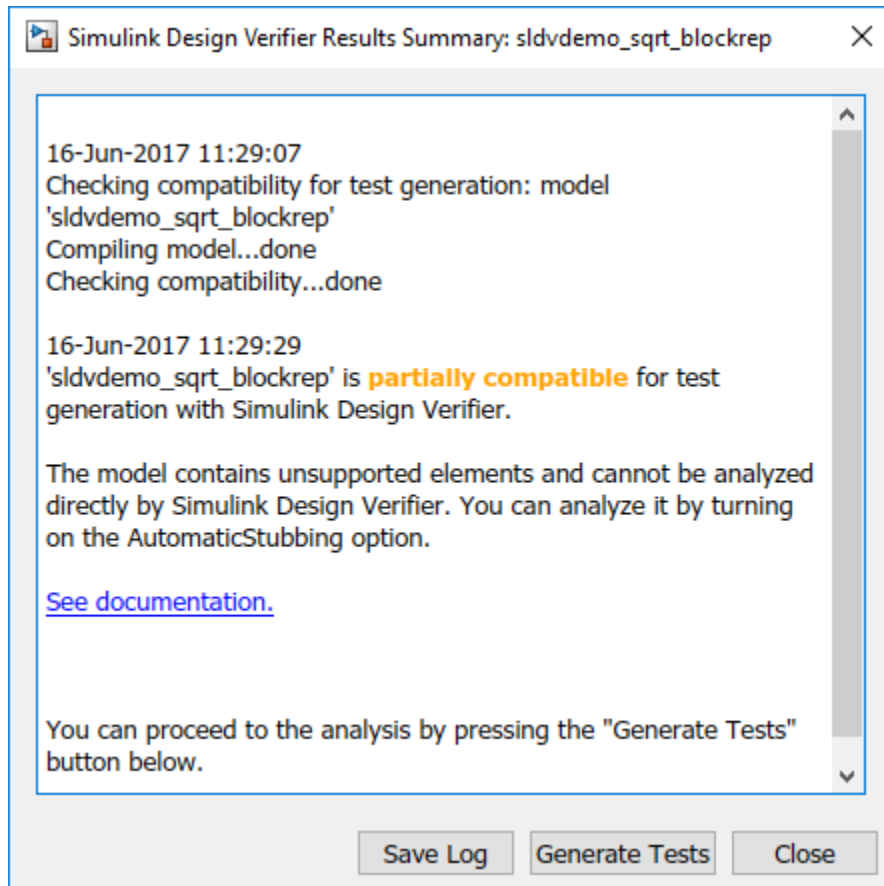 Simulink Design Verifier Results Summary: sldvdemo_sqrt_blockrep
16-Jun-2017 11:29:07
Checking compatibility for test generation: model
'sldvdemo_sqrt_blockrep'
Compiling model...done
Checking compatibility...done
16-Jun-2017 11:29:29
'sldvdemo_sqrt_blockrep' is partially compatible for test
generation with Simulink Design Verifier.
The model contains unsupported elements and cannot be analyzed
directly by Simulink Design Verifier. You can analyze it by turning
on the AutomaticStubbing option.
See documentation.
You can proceed to the analysis by pressing the "Generate Tests"
button below.
Save Log Generate Tests Close